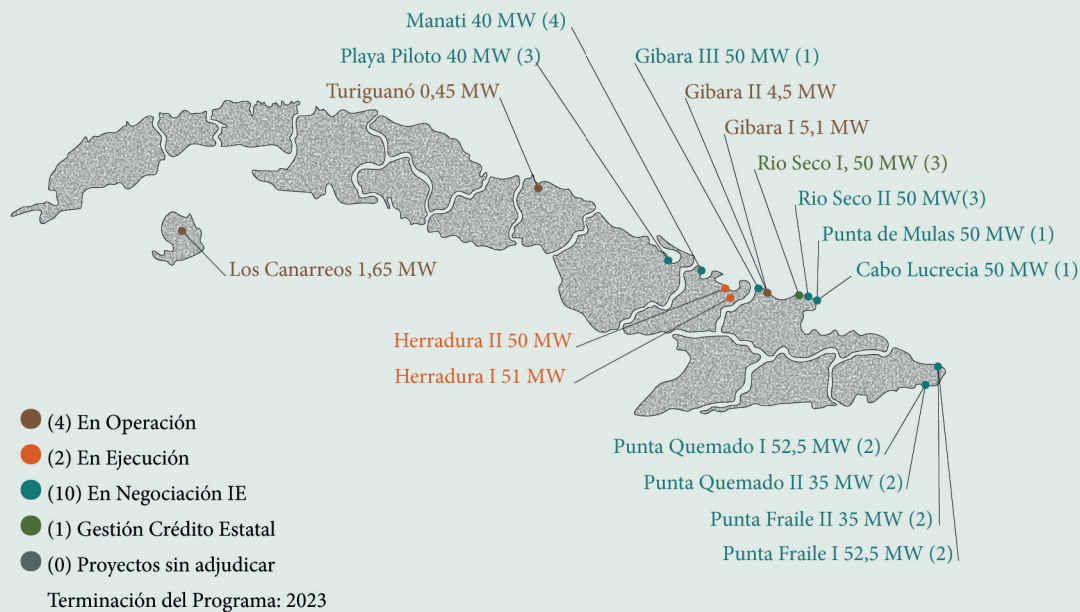 Manati 40 MW (4)
Playa Piloto 40 MW (3)
Turiguanó 0,45 MW
Gibara III 50 MW (1)
Gibara II 4,5 MW
Gibara I 5,1 MW
Rio Seco I, 50 MW (3)
Rio Seco II 50 MW(3)
Punta de Mulas 50 MW (1)
Cabo Lucrecia 50 MW (1)
Los Canarreos 1,65 MW
Herradura II 50 MW
Herradura I 51 MW
Punta Quemado I 52,5 MW (2)
Punta Quemado II 35 MW (2)
Punta Fraile II 35 MW (2)
Punta Fraile I 52,5 MW (2)
(4) En Operación
(2) En Ejecución
(10) En Negociación IE
(1) Gestión Crédito Estatal
(0) Proyectos sin adjudicar
Terminación del Programa: 2023